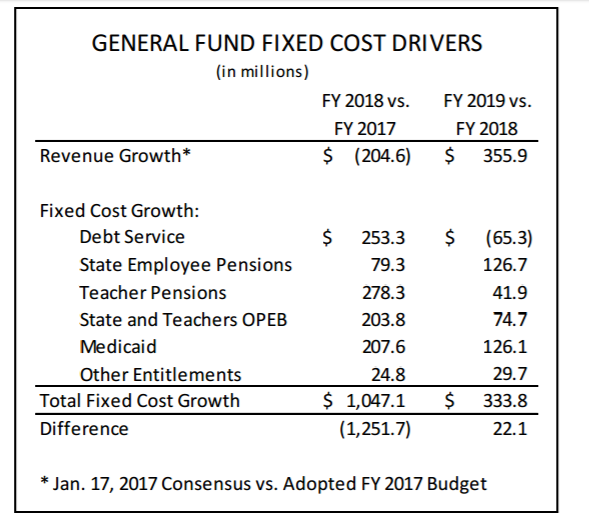 GENERAL FUND FIXED COST DRIVERS
(in millions)
FY 2018 vs. FY 2019 vs.
FY 2017 FY 2018
Revenue Growth* $ (204.6) $ 355.9
Fixed Cost Growth:
Debt Service $ 253.3 $ (65.3)
State Employee Pensions 79.3 126.7
Teacher Pensions 278.3 41.9
State and Teachers OPEB 203.8 74.7
Medicaid 207.6 126.1
Other Entitlements 24.8 29.7
Total Fixed Cost Growth $ 1,047.1 $ 333.8
Difference (1,251.7) 22.1
* Jan. 17, 2017 Consensus vs. Adopted FY 2017 Budget